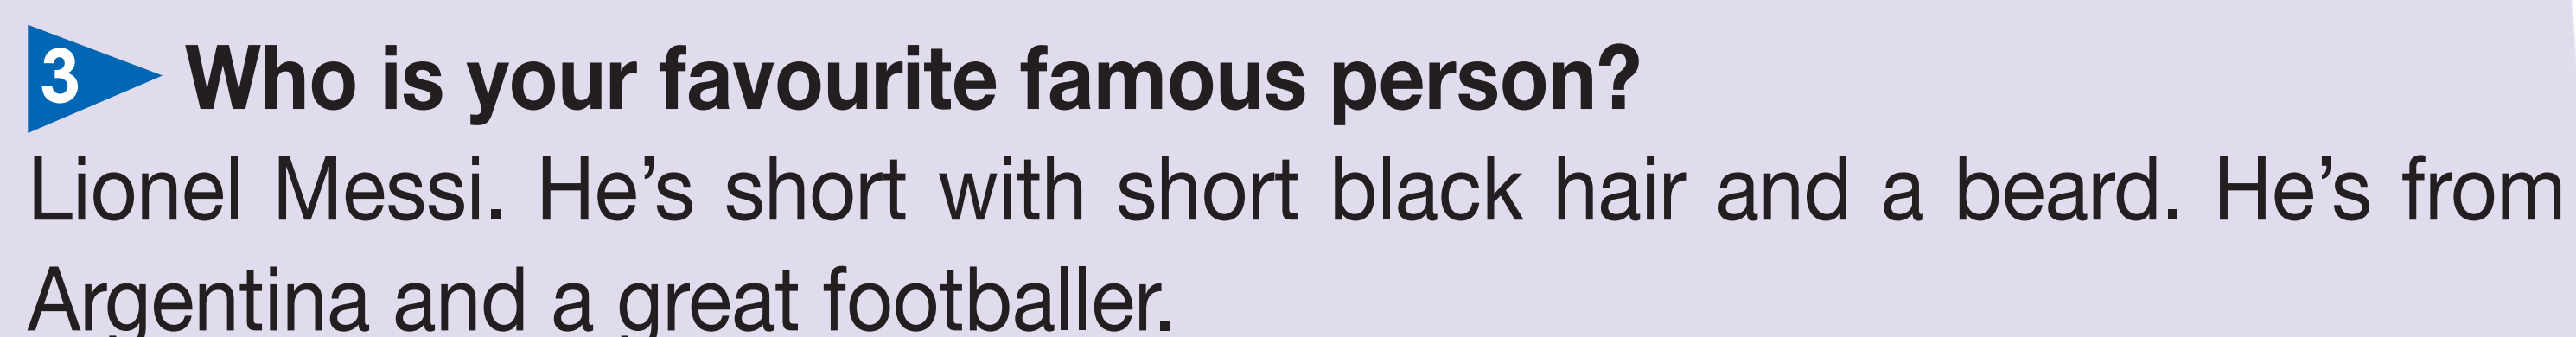 3 Who is your favourite famous person?
Lionel Messi. He's short with short black hair and a beard. He's from
Argentina and a great footballer.